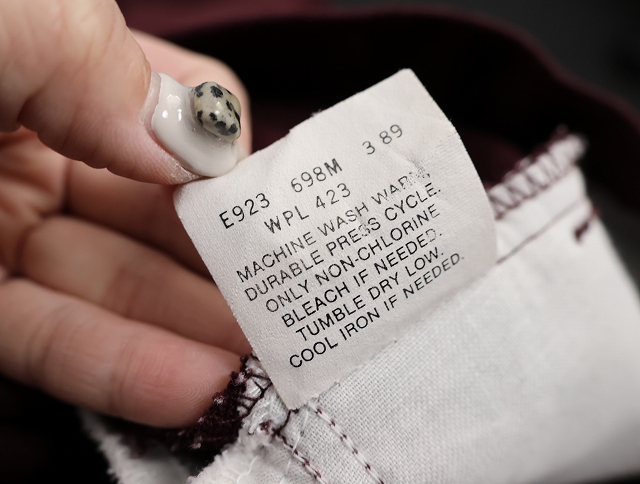 E923 698M 3 89
WPL 423
MACHINE WASH WARM.
DURABLE PRESS CYCLE.
ONLY NON-CHLORINE
BLEACH IF NEEDED.
TUMBLE DRY LOW.
COOL IRON IF NEEDED.